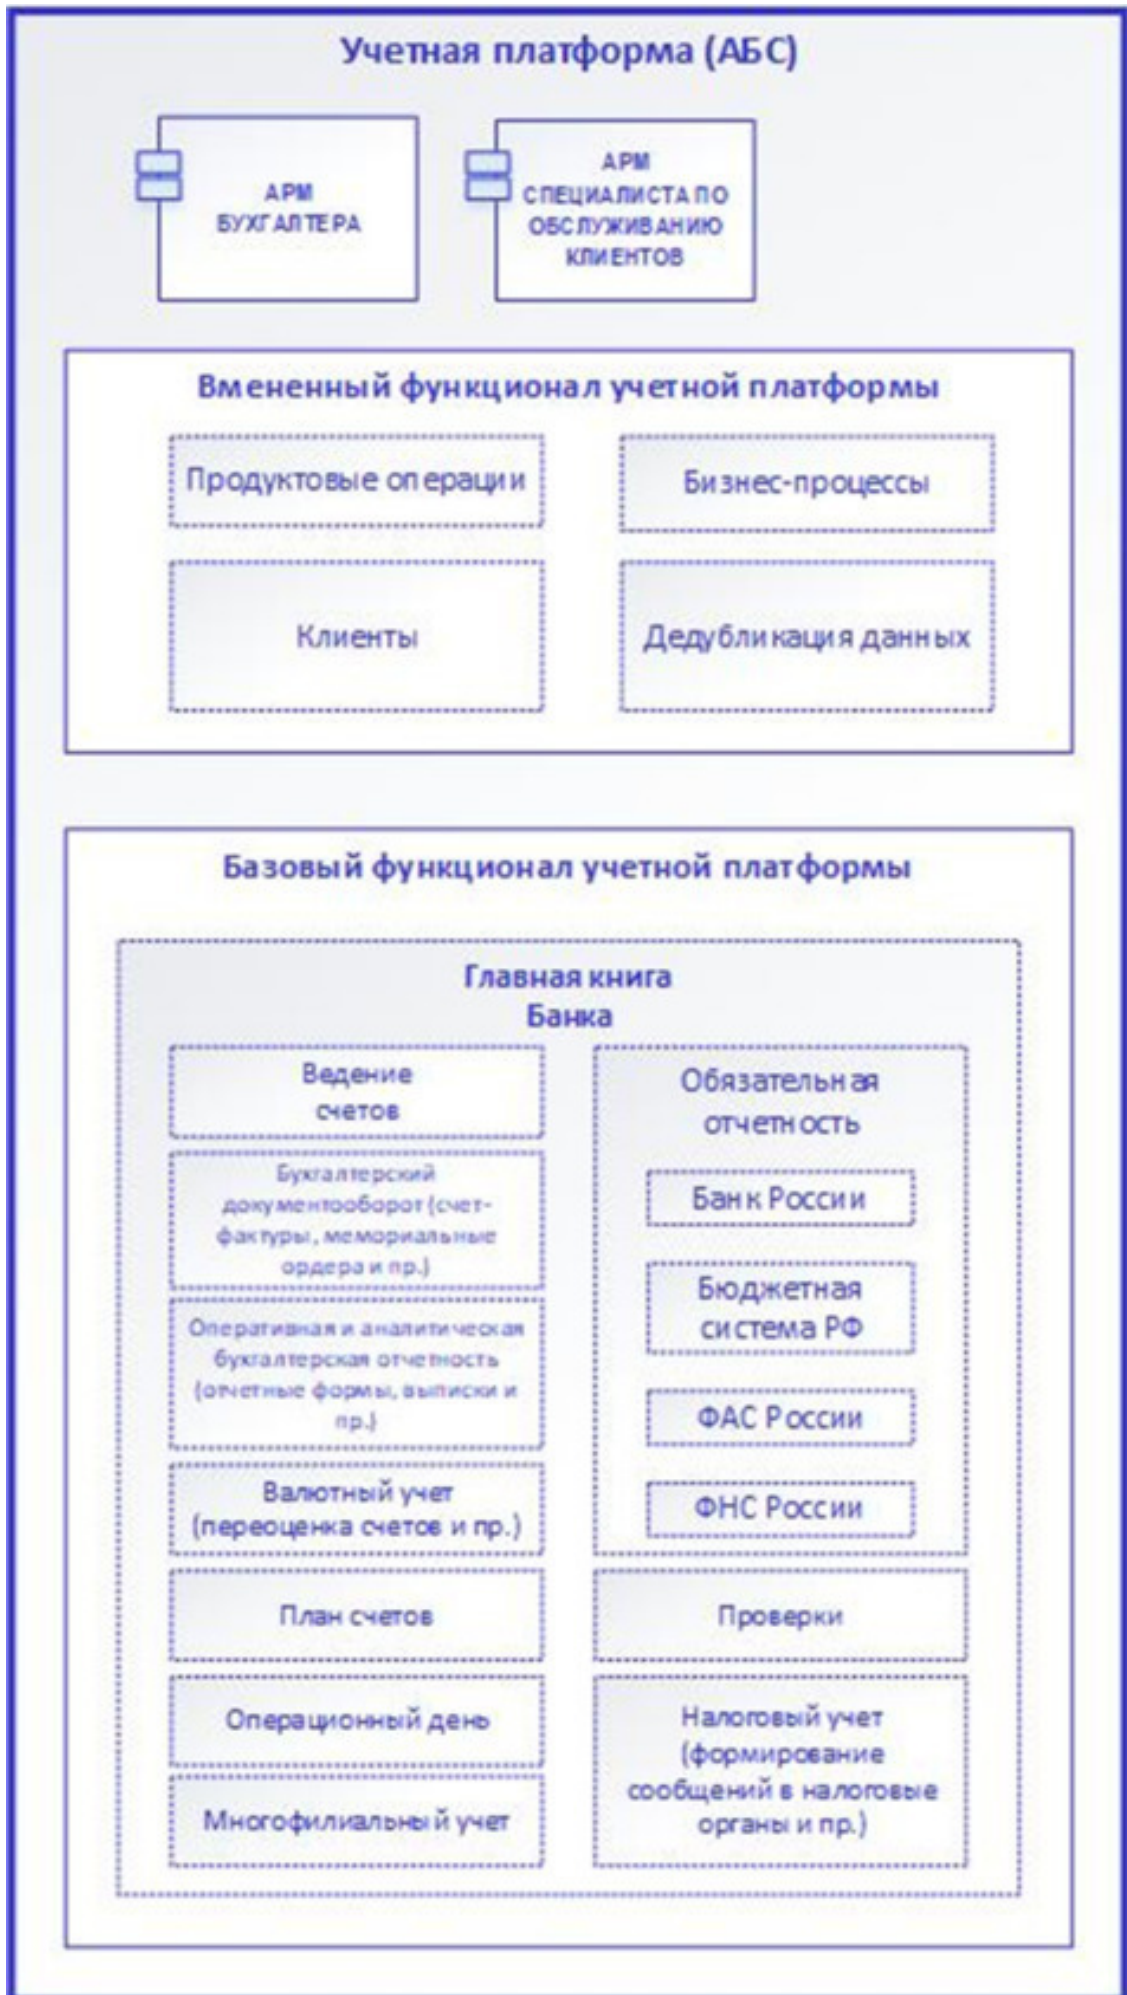 Учетная платформа (АБС)
АРМ
БУХГАЛТЕРА
АРМ
СПЕЦИАЛИСТА ПО
ОБСЛУЖИВАНИЮ
КЛИЕНТОВ
Вмененный функционал учетной платформы
Продуктовые операции
Бизнес-процессы
Клиенты
Дедубликация данных
Базовый функционал учетной платформы
Главная книга
Банка
Ведение
счетов
Бухгалтерский
документооборот (счет-
фактуры, мемориальные
ордера и пр.)
Оперативная и аналитическая
бухгалтерская отчетность
(отчетные формы, выписки и
пр.)
Валютный учет
(переоценка счетов и пр.)
План счетов
Операционный день
Многофилиальный учет
Обязательная
отчетность
Банк России
Бюджетная
система РФ
ФАС России
ФНС России
Проверки
Налоговый учет
(формирование
сообщений в налоговые
органы и пр.)